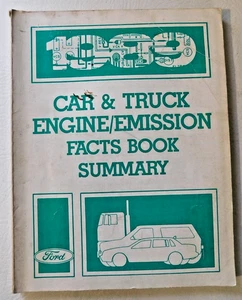 CAR & TRUCK
ENGINE/EMISSION
FACTS BOOK
SUMMARY
Ford